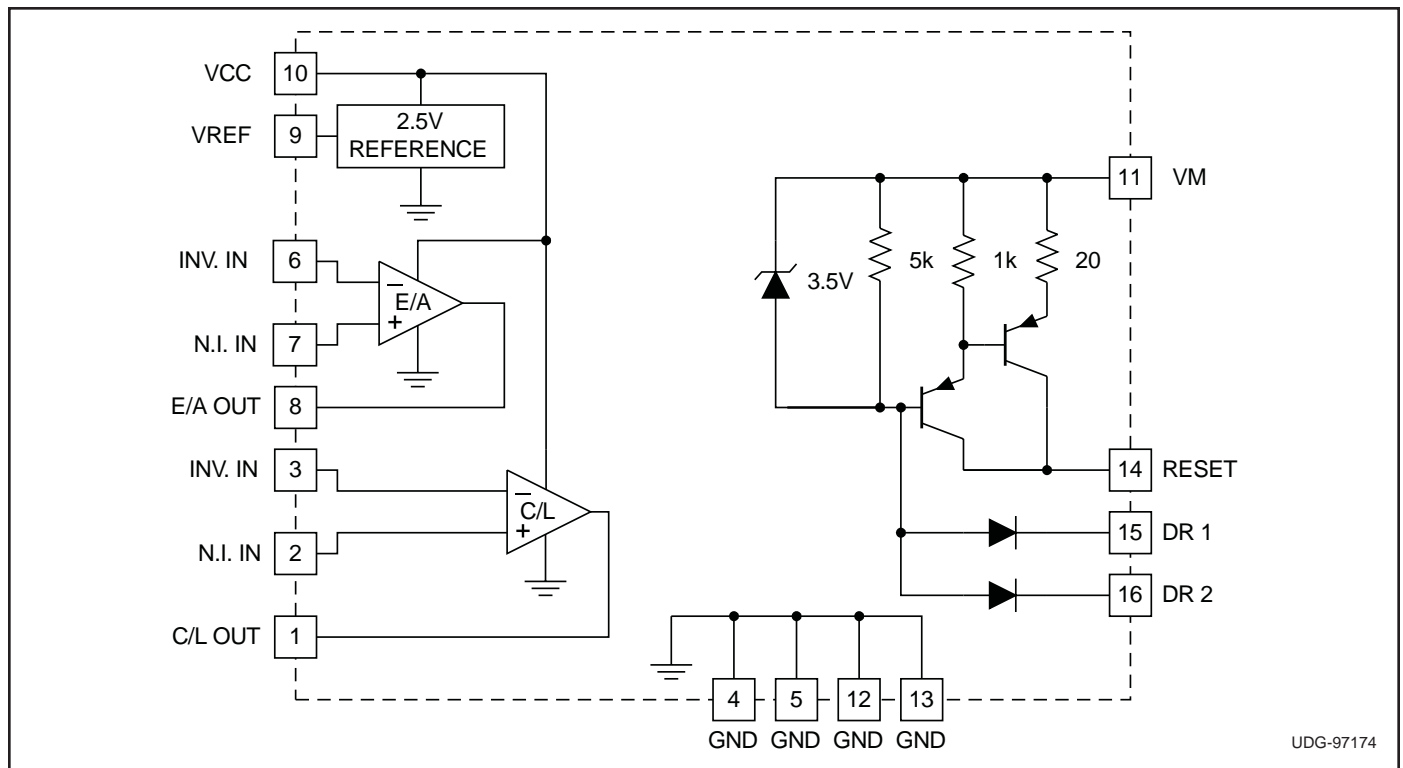 VCC 10
2.5V
REFERENCE
VREF 9
11 VM
INV. IN 6
− E/A +
N.I. IN 7
E/A OUT 8
3.5V
5k
1k
20
INV. IN 3
− C/L +
N.I. IN 2
C/L OUT 1
14 RESET
15 DR 1
16 DR 2
4 5 12 13
GND GND GND GND
UDG-97174